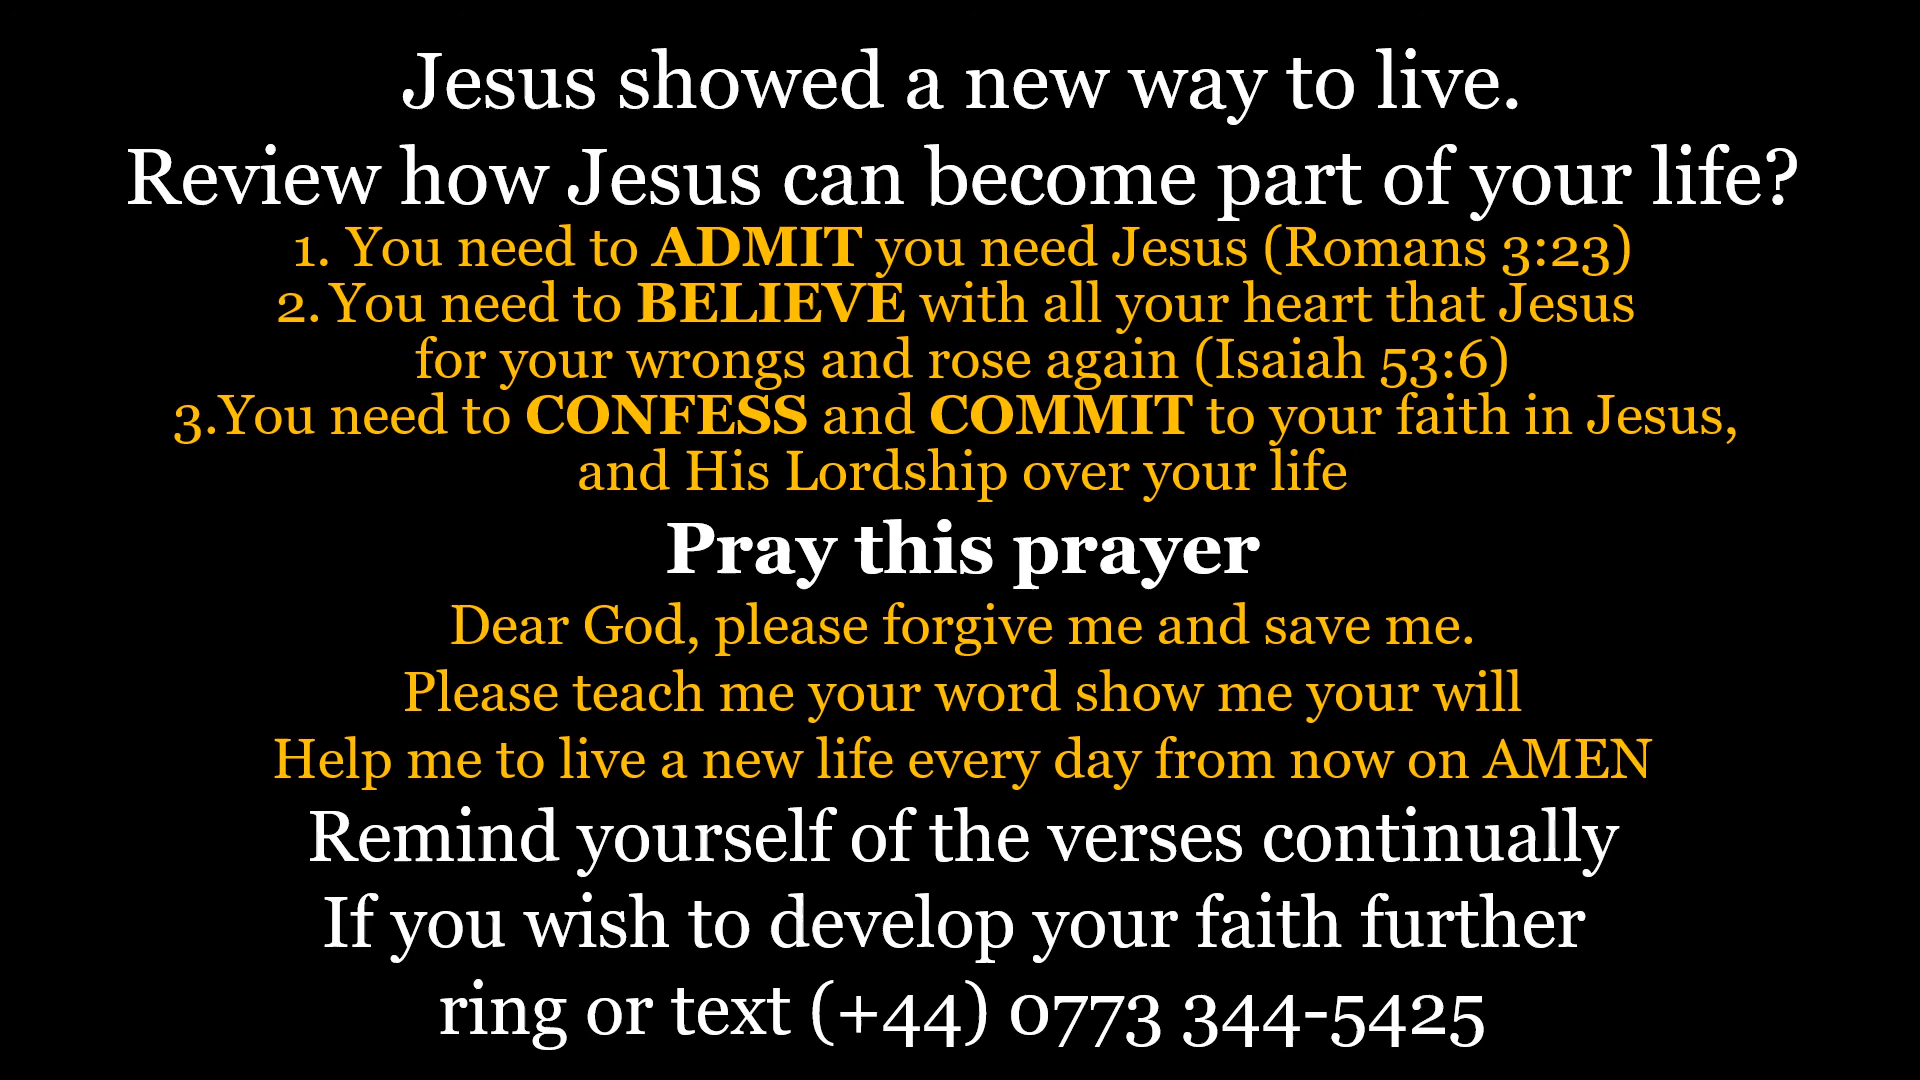 Jesus showed a new way to live.
Review how Jesus can become part of your life?
1. You need to ADMIT you need Jesus (Romans 3:23)
2. You need to BELIEVE with all your heart that Jesus
for your wrongs and rose again (Isaiah 53:6)
3.You need to CONFESS and COMMIT to your faith in Jesus,
and His Lordship over your life
Pray this prayer
Dear God, please forgive me and save me.
Please teach me your word show me your will
Help me to live a new life every day from now on AMEN
Remind yourself of the verses continually
If you wish to develop your faith further
ring or text (+44) 0773 344-5425